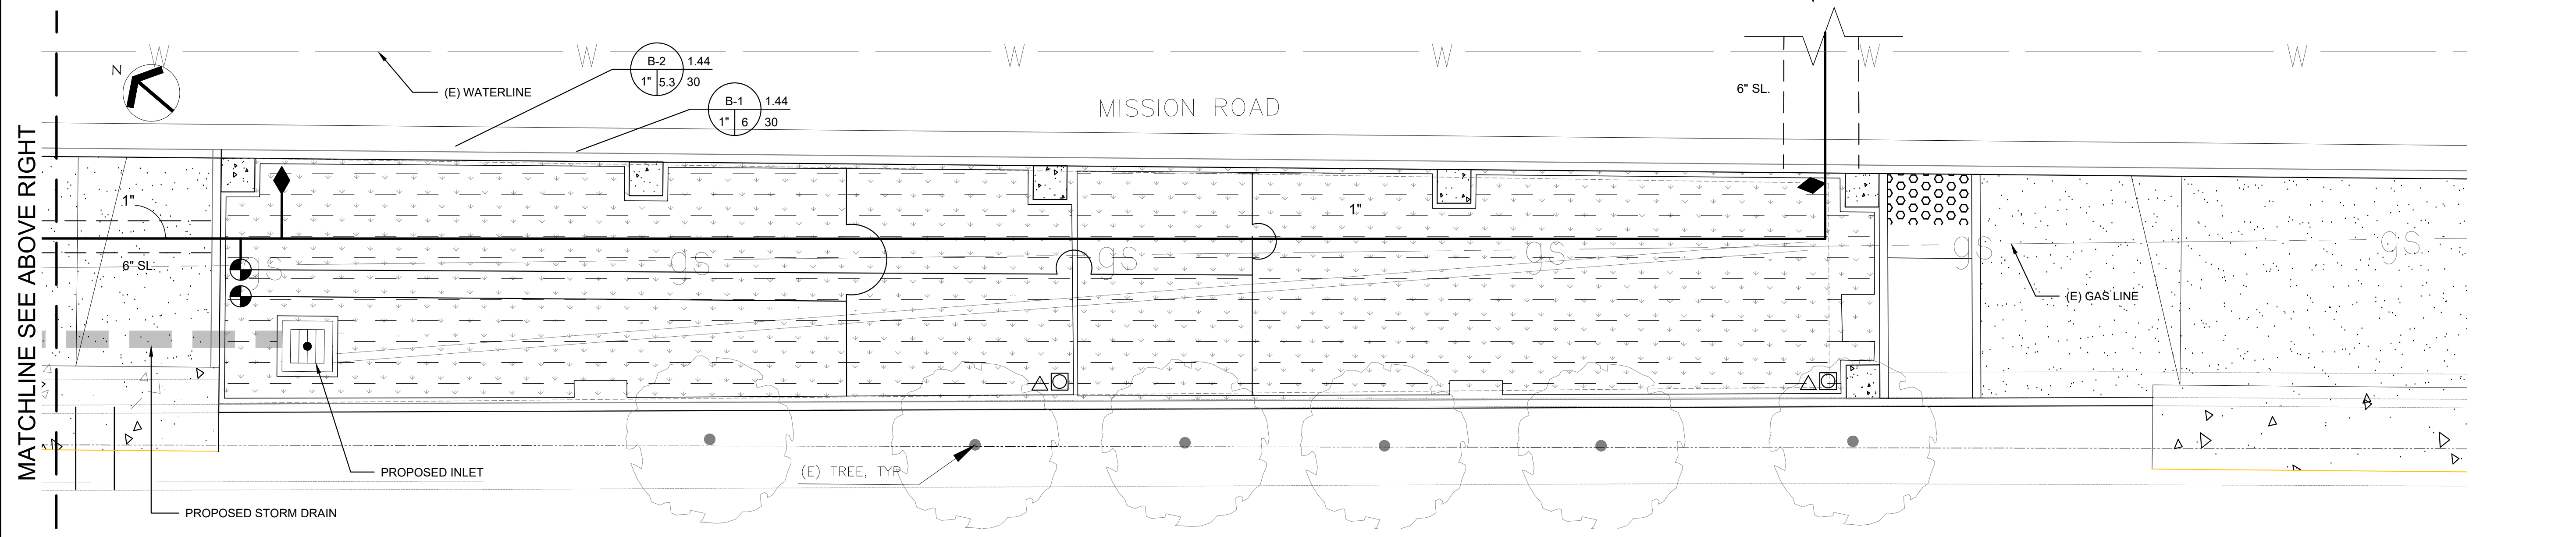 W W W W W
N
(E) WATERLINE
B-2 1.44
1" 5.3 30
B-1 1.44
1" 6 30
MISSION ROAD
6" SL.
MATCHLINE SEE ABOVE RIGHT
1"
6" SL.
1"
gs gs gs gs gs gs
(E) GAS LINE
PROPOSED INLET
(E) TREE, TYP
PROPOSED STORM DRAIN